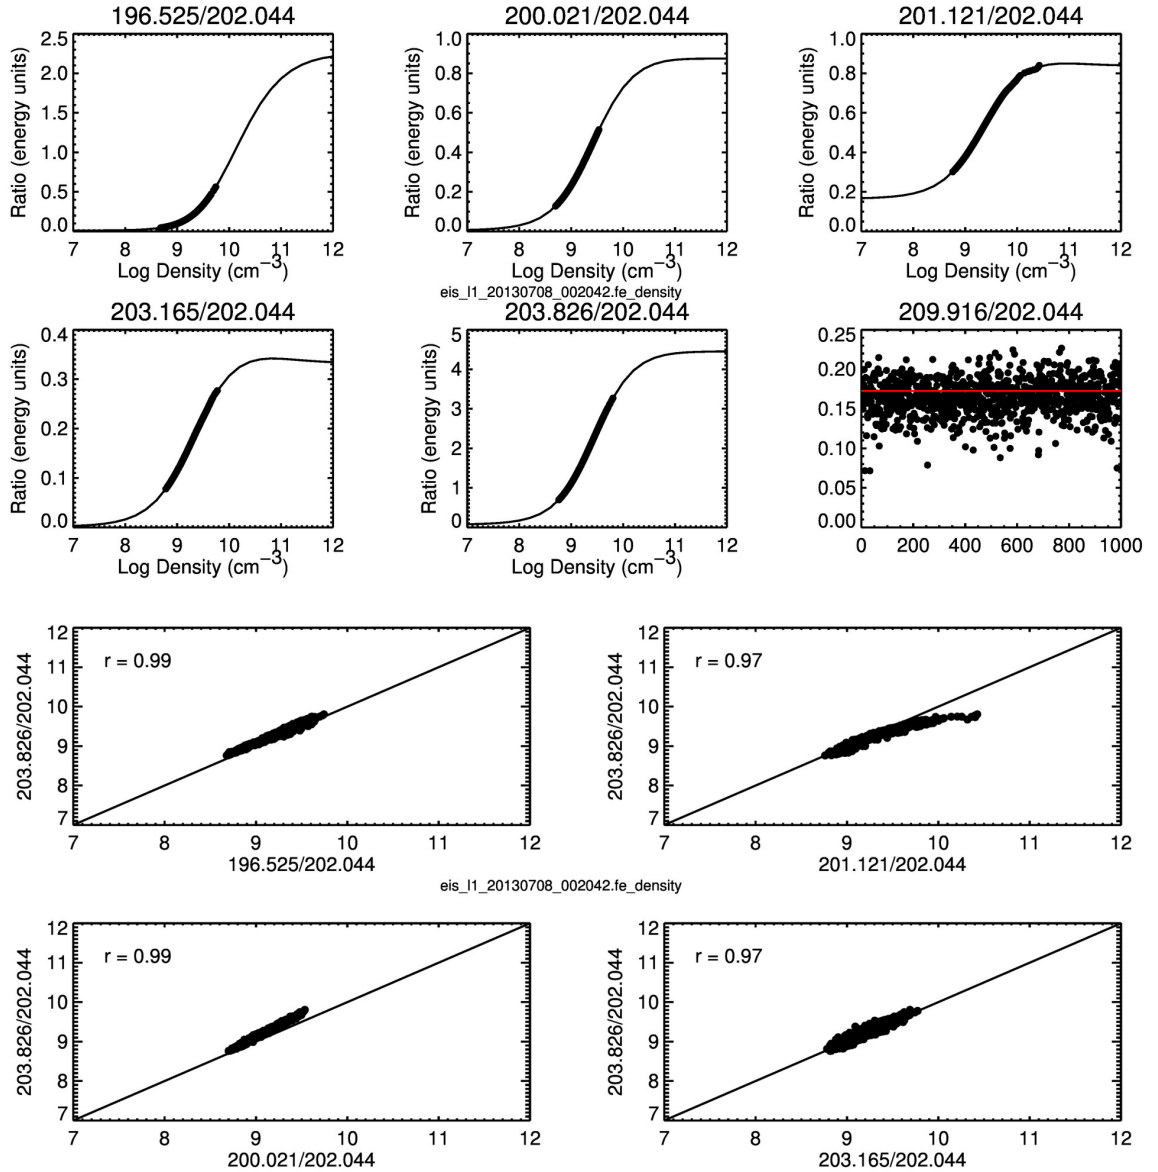 196.525/202.044 200.021/202.044 201.121/202.044
Ratio (energy units)
2.5
2.0
1.5
1.0
0.5
0.0
7 8 9 10 11 12
Log Density (cm⁻³)
Ratio (energy units)
1.0
0.8
0.6
0.4
0.2
0.0
7 8 9 10 11 12
Log Density (cm⁻³)
Ratio (energy units)
1.0
0.8
0.6
0.4
0.2
0.0
7 8 9 10 11 12
Log Density (cm⁻³)
eis_l1_20130708_002042.fe_density
203.165/202.044 203.826/202.044 209.916/202.044
Ratio (energy units)
0.4
0.3
0.2
0.1
0.0
7 8 9 10 11 12
Log Density (cm⁻³)
Ratio (energy units)
5
4
3
2
1
0
7 8 9 10 11 12
Log Density (cm⁻³)
0.25
0.20
0.15
0.10
0.05
0.00
0 200 400 600 800 1000
203.826/202.044
12
11
10
9
8
7
r = 0.99
7 8 9 10 11 12
196.525/202.044
203.826/202.044
12
11
10
9
8
7
r = 0.97
7 8 9 10 11 12
201.121/202.044
eis_l1_20130708_002042.fe_density
203.826/202.044
12
11
10
9
8
7
r = 0.99
7 8 9 10 11 12
200.021/202.044
203.826/202.044
12
11
10
9
8
7
r = 0.97
7 8 9 10 11 12
203.165/202.044